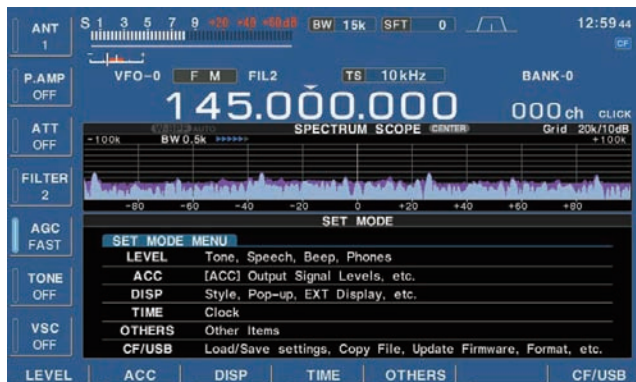 ANT
1
S 1 3 5 7 9 +20 +40 +60dB
BW 15k
SFT 0
12:59 44
CF
P.AMP
OFF
VFO-0
F M
FIL2
TS 10kHz
BANK-0
145.000.000
000 ch CLICK
ATT
OFF
AUTO
SPECTRUM SCOPE CENTER
Grid 20k/10dB
-100k
BW 0.5k
+100k
FILTER
2
-80 -60 -40 -20 0 +20 +40 +60 +80
AGC
FAST
SET MODE
SET MODE MENU
LEVEL Tone, Speech, Beep, Phones
ACC [ACC] Output Signal Levels, etc.
TONE
OFF
DISP Style, Pop-up, EXT Display, etc.
TIME Clock
VSC
OFF
OTHERS Other Items
CF/USB Load/Save settings, Copy File, Update Firmware, Format, etc.
LEVEL ACC DISP TIME OTHERS CF/USB